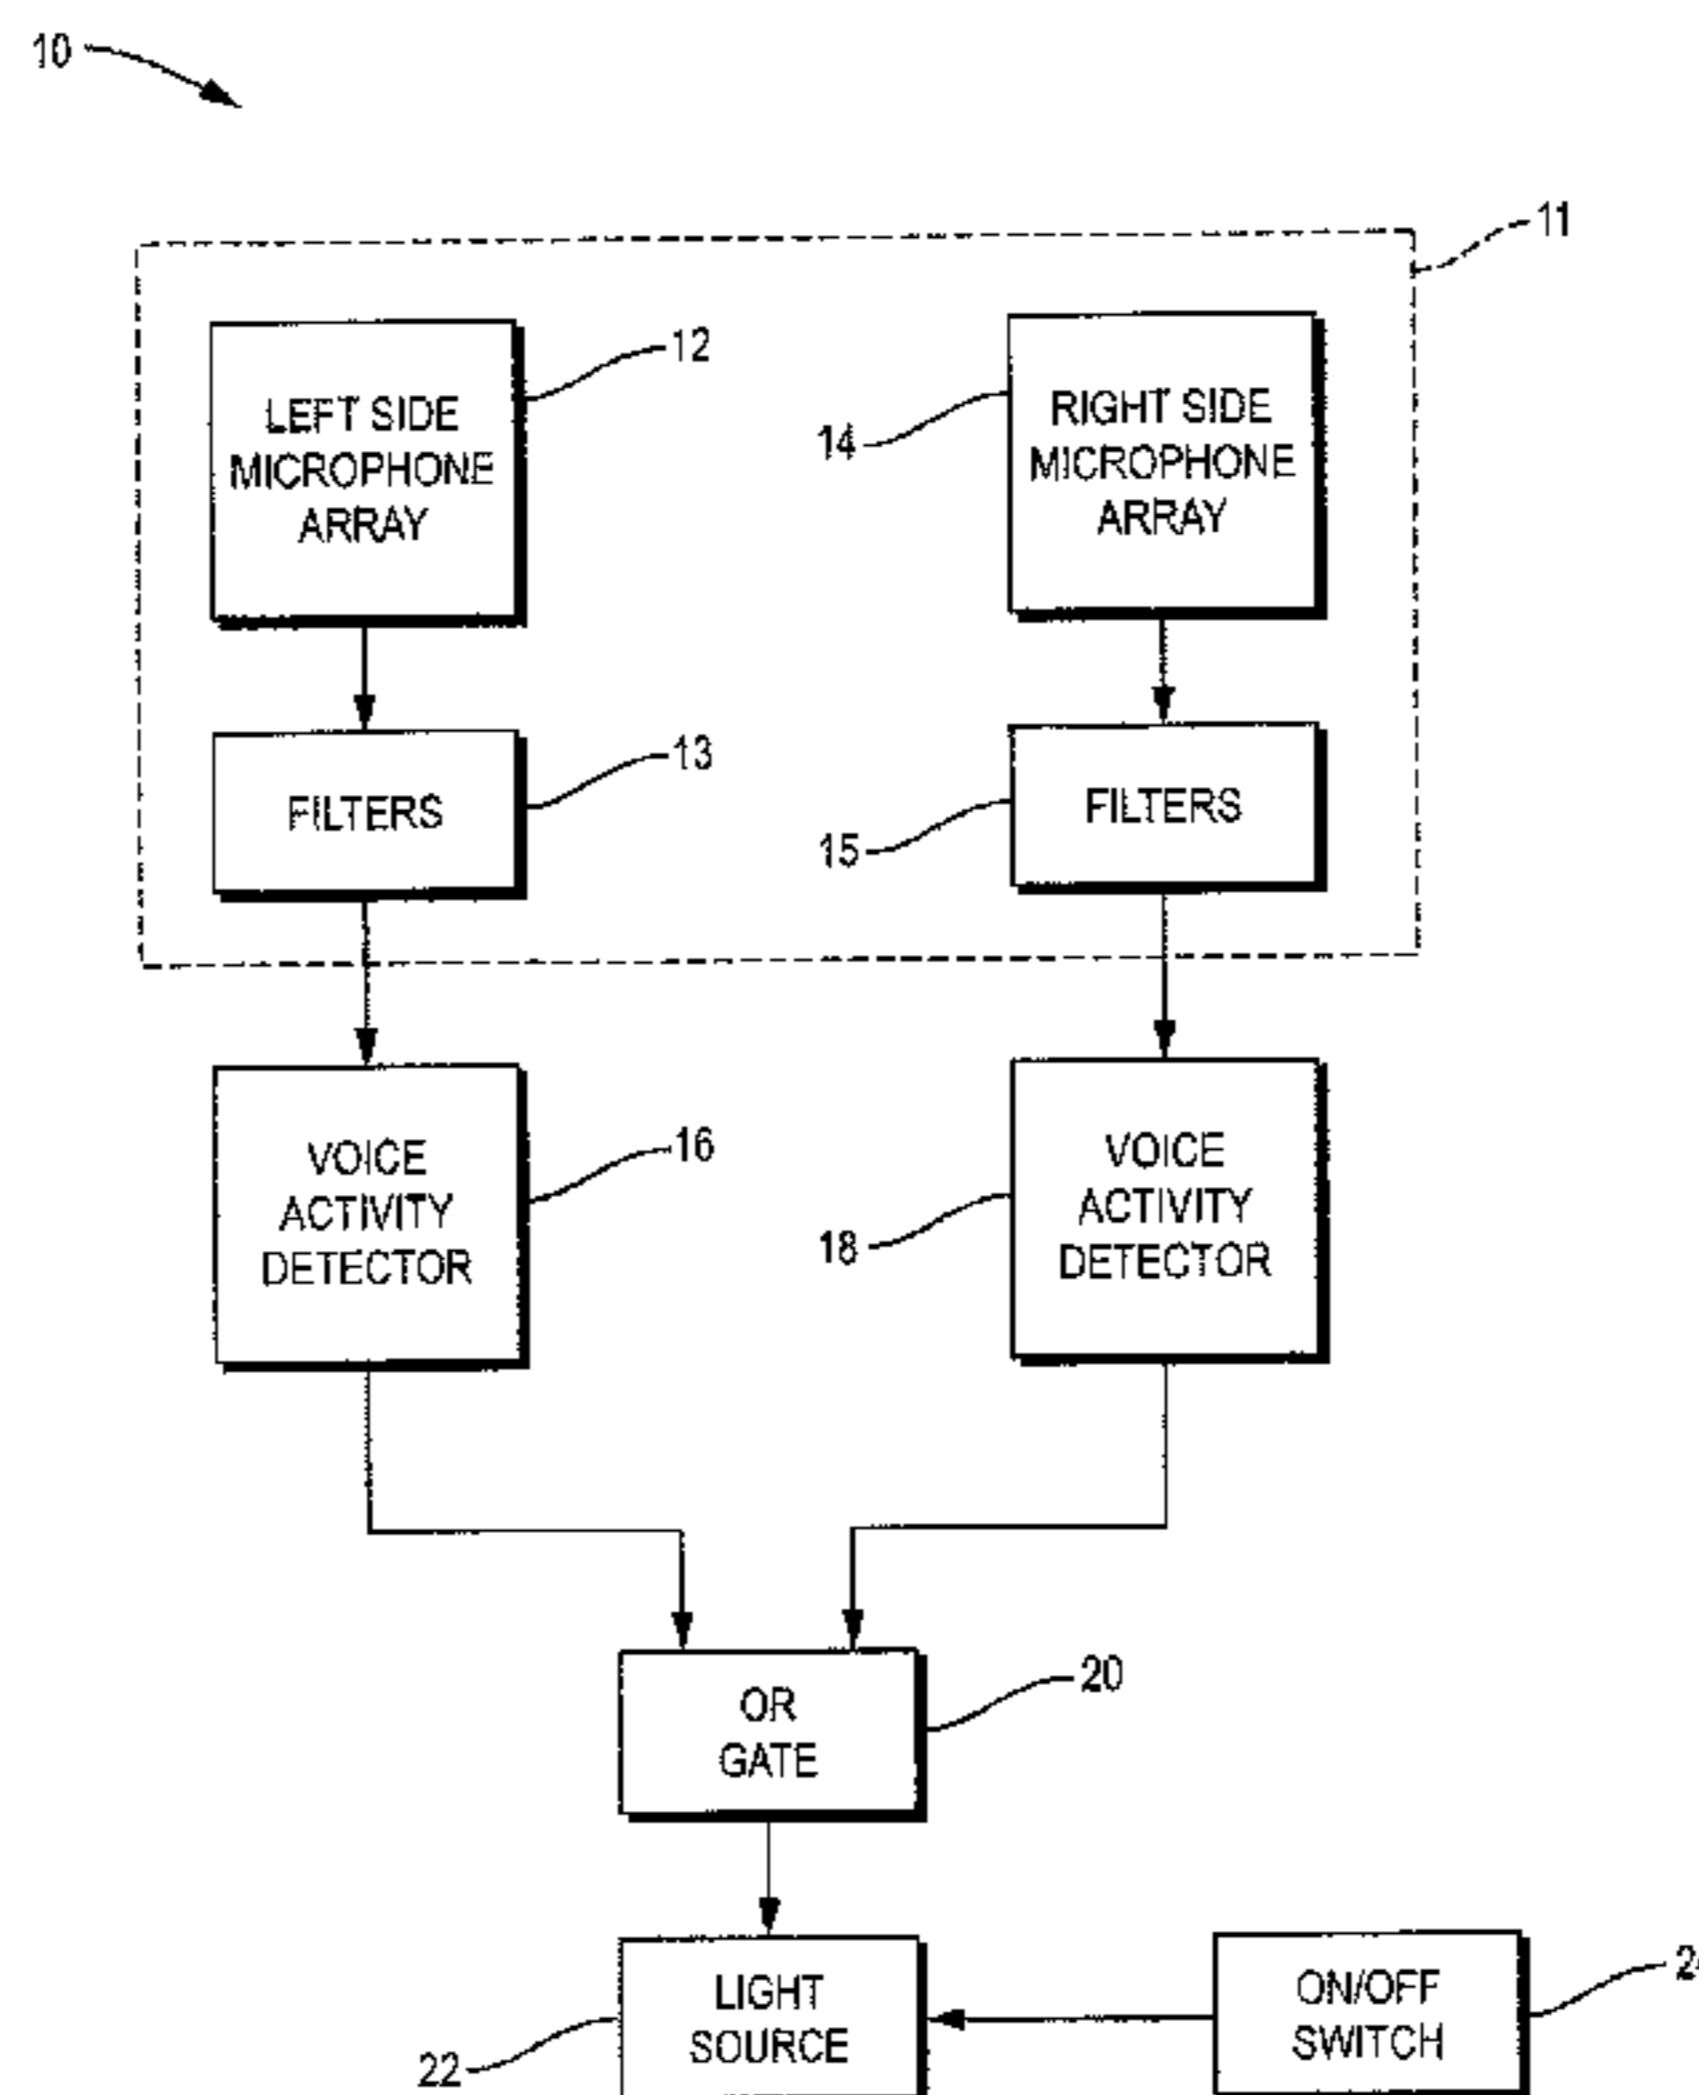 10
11
12
LEFT SIDE
MICROPHONE
ARRAY
14
RIGHT SIDE
MICROPHONE
ARRAY
13
FILTERS
15
FILTERS
16
VOICE
ACTIVITY
DETECTOR
18
VOICE
ACTIVITY
DETECTOR
20
OR
GATE
LIGHT
SOURCE
22
ON/OFF
SWITCH